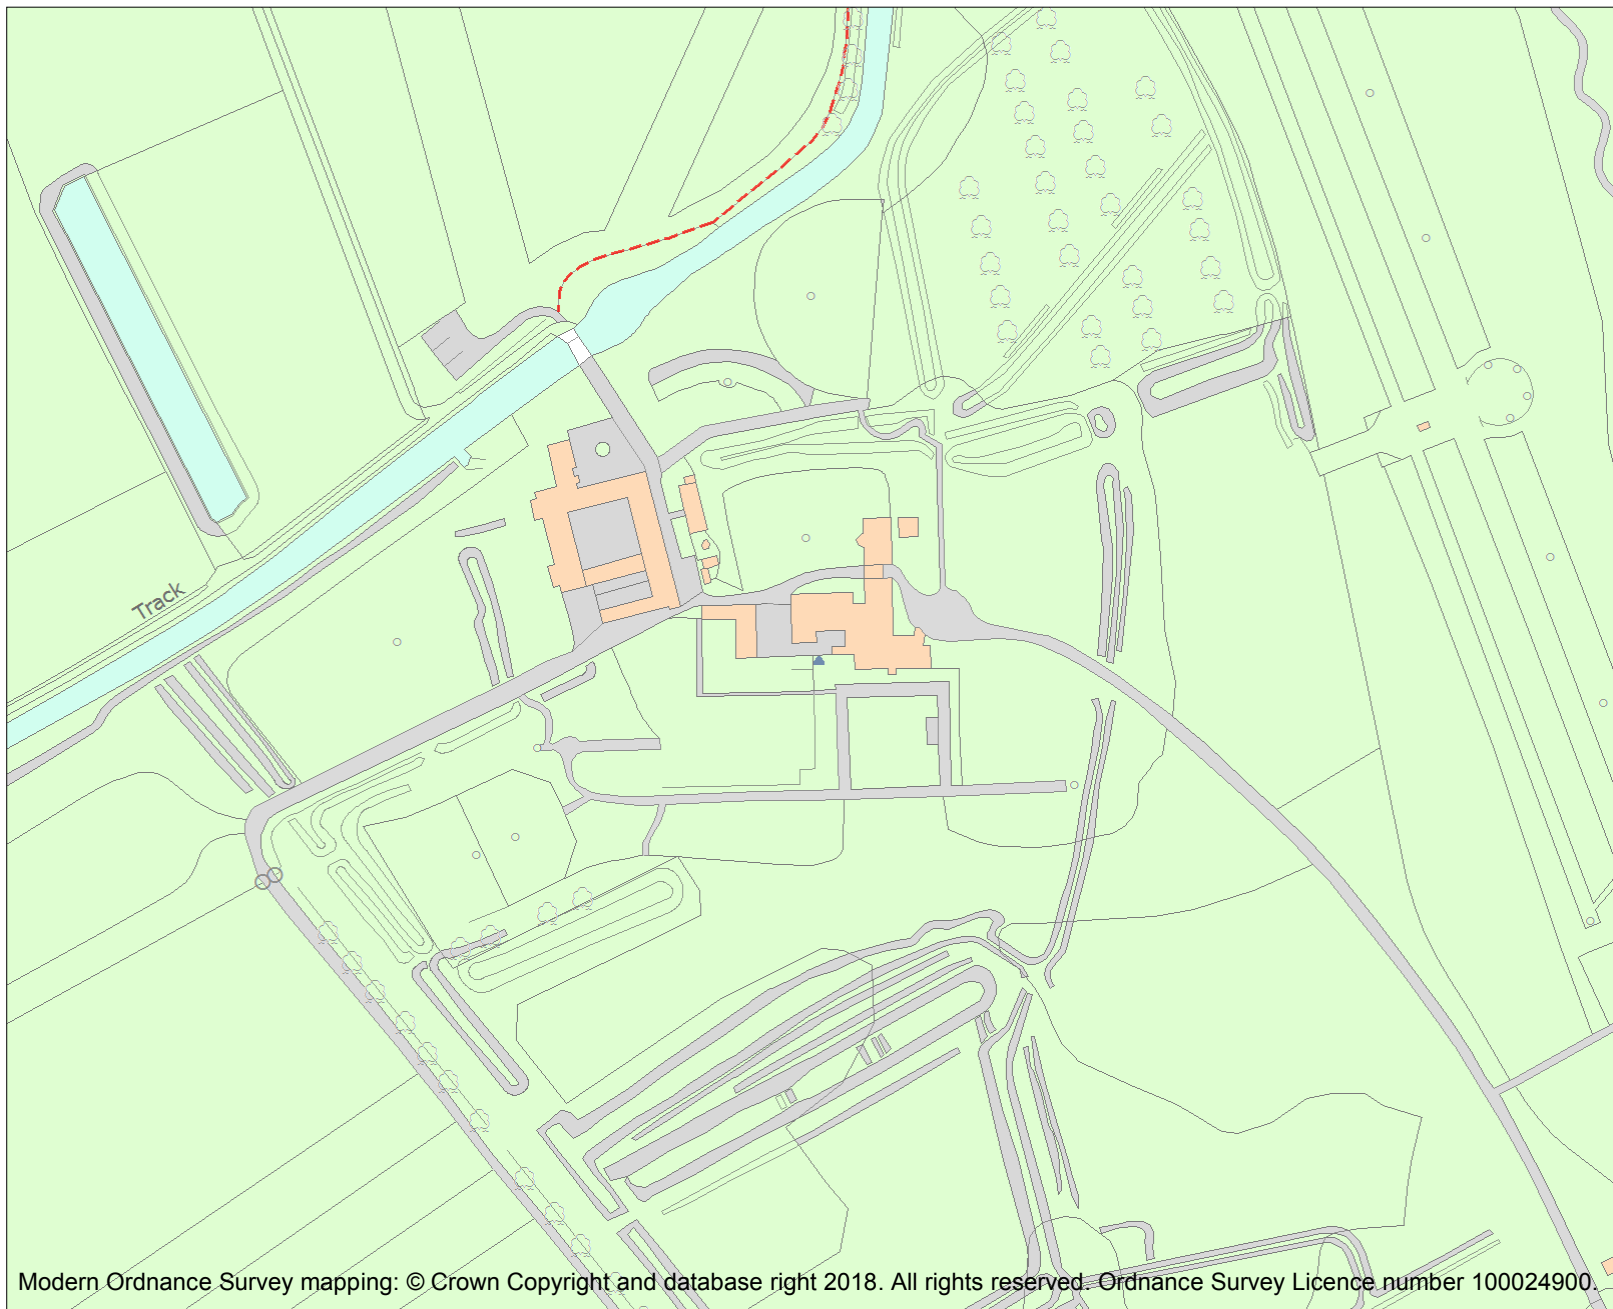 Track
Modern Ordnance Survey mapping: © Crown Copyright and database right 2018. All rights reserved. Ordnance Survey Licence number 100024900.